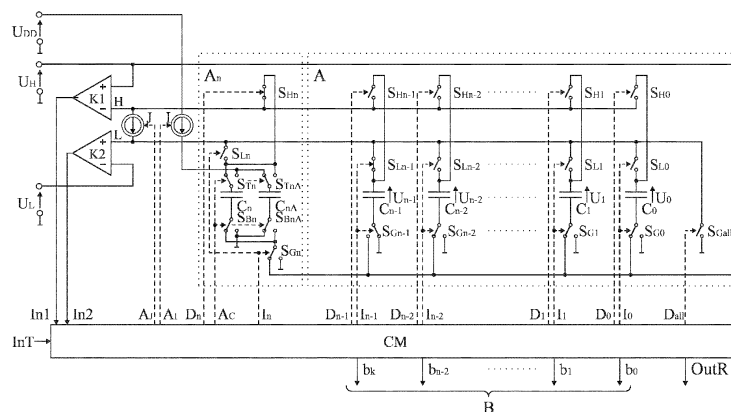 UDD
UH
UL
K1
K2
H
L
J
J
An
A
SHn
SHn-1
SHn-2
SH1
SH0
SLn
SLn-1
SLn-2
SL1
SL0
STn
STnA
Cn
CnA
SBn
SBnA
Un-1
Un-2
U1
U0
Cn-1
Cn-2
C1
C0
SGn
SGn-1
SGn-2
SG1
SG0
SGall
In1 In2 AJ A1 Dn AC In Dn-1 In-1 Dn-2 In-2 D1 I1 D0 I0 Dall
InT
CM
bk bn-2 b1 b0 OutR
B